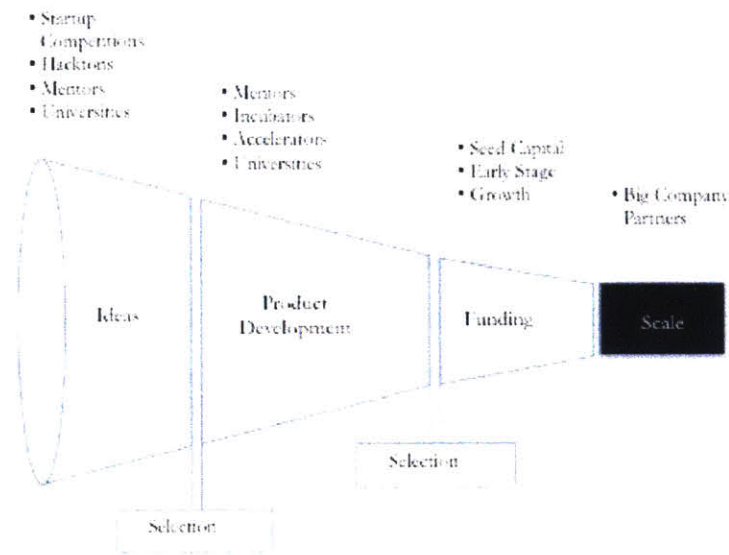 • Startup
Competitions
• Hacktons
• Mentors
• Universities
• Mentors
• Incubators
• Accelerators
• Universities
• Seed Capital
• Early Stage
• Growth
• Big Company
Partners
Ideas
Product
Development
Funding
Scale
Selection
Selection